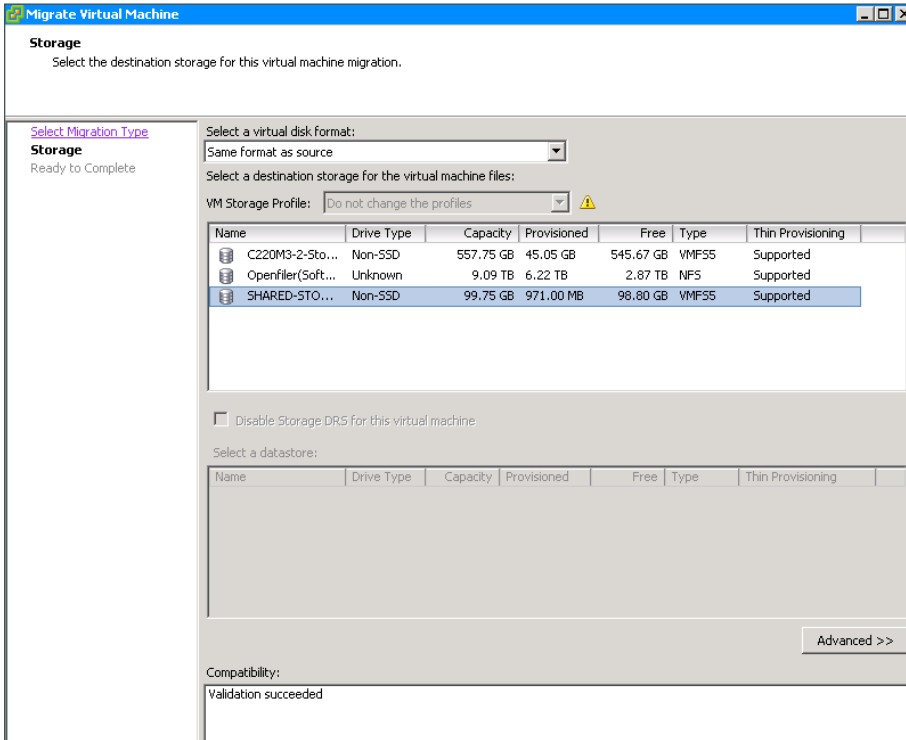 Migrate Virtual Machine
Storage
Select the destination storage for this virtual machine migration.
Select Migration Type
Storage
Ready to Complete
Select a virtual disk format:
Same format as source
Select a destination storage for the virtual machine files:
VM Storage Profile: Do not change the profiles
Name Drive Type Capacity Provisioned Free Type Thin Provisioning
C220M3-2-Sto... Non-SSD 557.75 GB 45.05 GB 545.67 GB VMFS5 Supported
Openfiler(Soft... Unknown 9.09 TB 6.22 TB 2.87 TB NFS Supported
SHARED-STO... Non-SSD 99.75 GB 971.00 MB 98.80 GB VMFS5 Supported
Disable Storage DRS for this virtual machine
Select a datastore:
Name Drive Type Capacity Provisioned Free Type Thin Provisioning
Advanced >>
Compatibility:
Validation succeeded